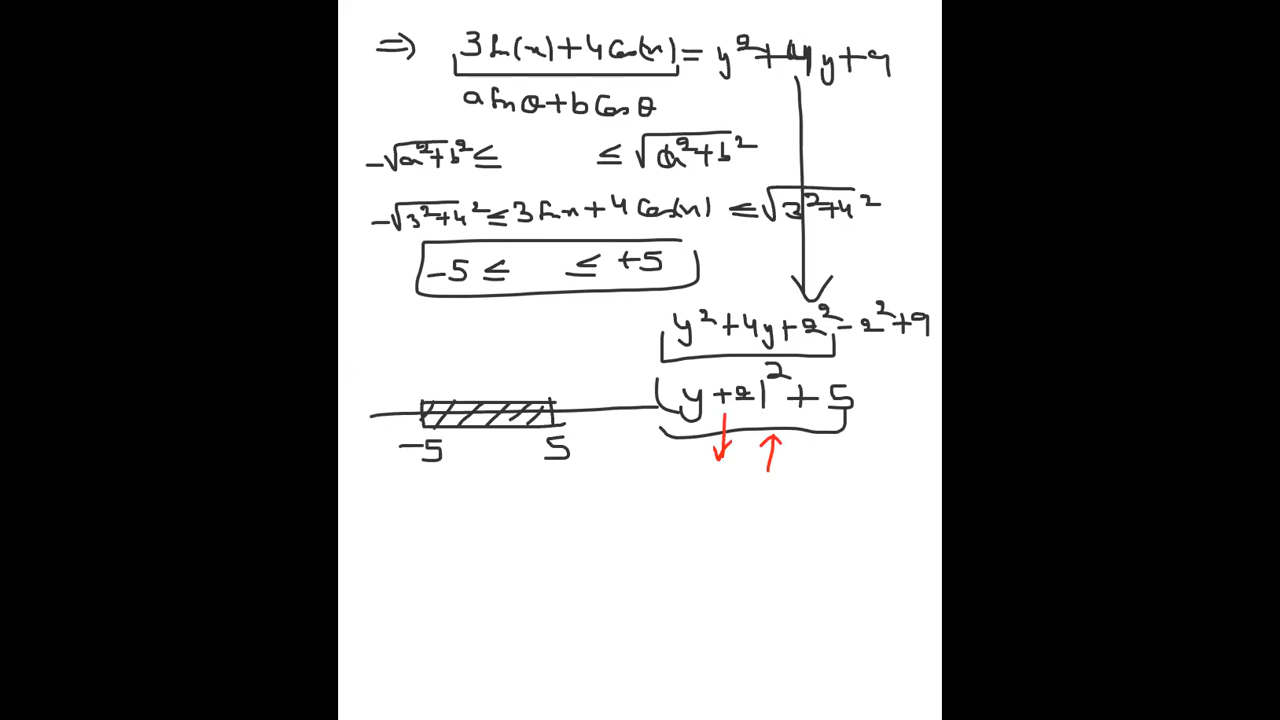 ⇒ 3 sin(x) + 4 cos(x) = y² + 4y + 9
a sin θ + b cos θ
-√a²+b² ≤ ≤ √a²+b²
-√3²+4² ≤ 3 sin x + 4 cos(x) ≤ √3²+4²
-5 ≤ ≤ +5
y² + 4y + 2² - 2² + 9
(y + 2)² + 5
-5 5